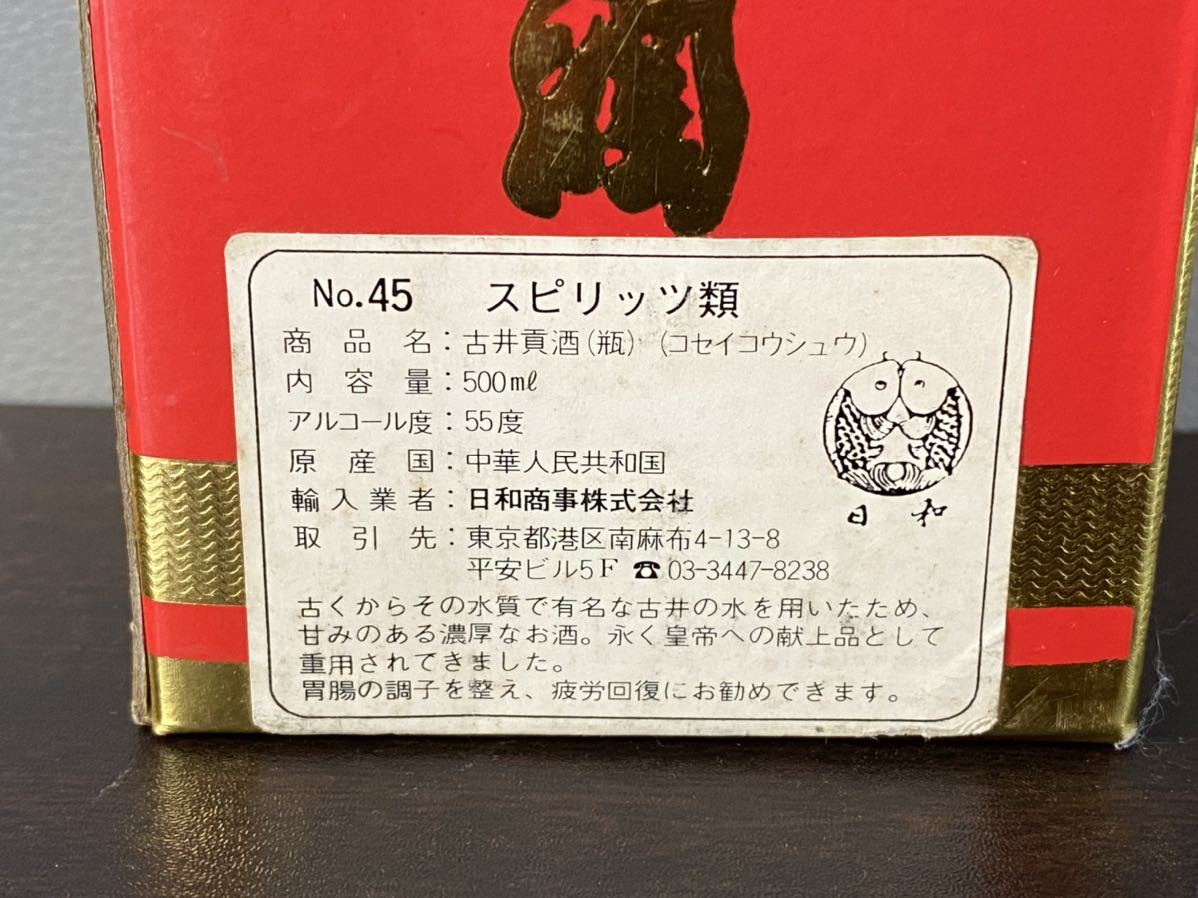 酒
No.45 スピリッツ類
商品名：古井貢酒(瓶) (コセイコウシュウ)
内容量：500mℓ
アルコール度：55度
原産国：中華人民共和国
輸入業者：日和商事株式会社
取引先：東京都港区南麻布4-13-8
平安ビル5F ☎ 03-3447-8238
日和
古くからその水質で有名な古井の水を用いたため、
甘みのある濃厚なお酒。永く皇帝への献上品として
重用されてきました。
胃腸の調子を整え、疲労回復にお勧めできます。